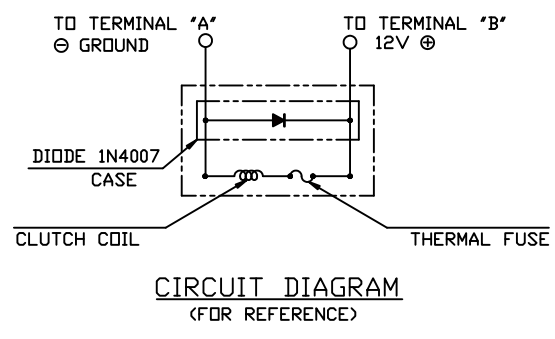 TO TERMINAL "A"
⊖ GROUND
TO TERMINAL "B"
12V ⊕
DIODE 1N4007
CASE
CLUTCH COIL
THERMAL FUSE
CIRCUIT DIAGRAM
(FOR REFERENCE)